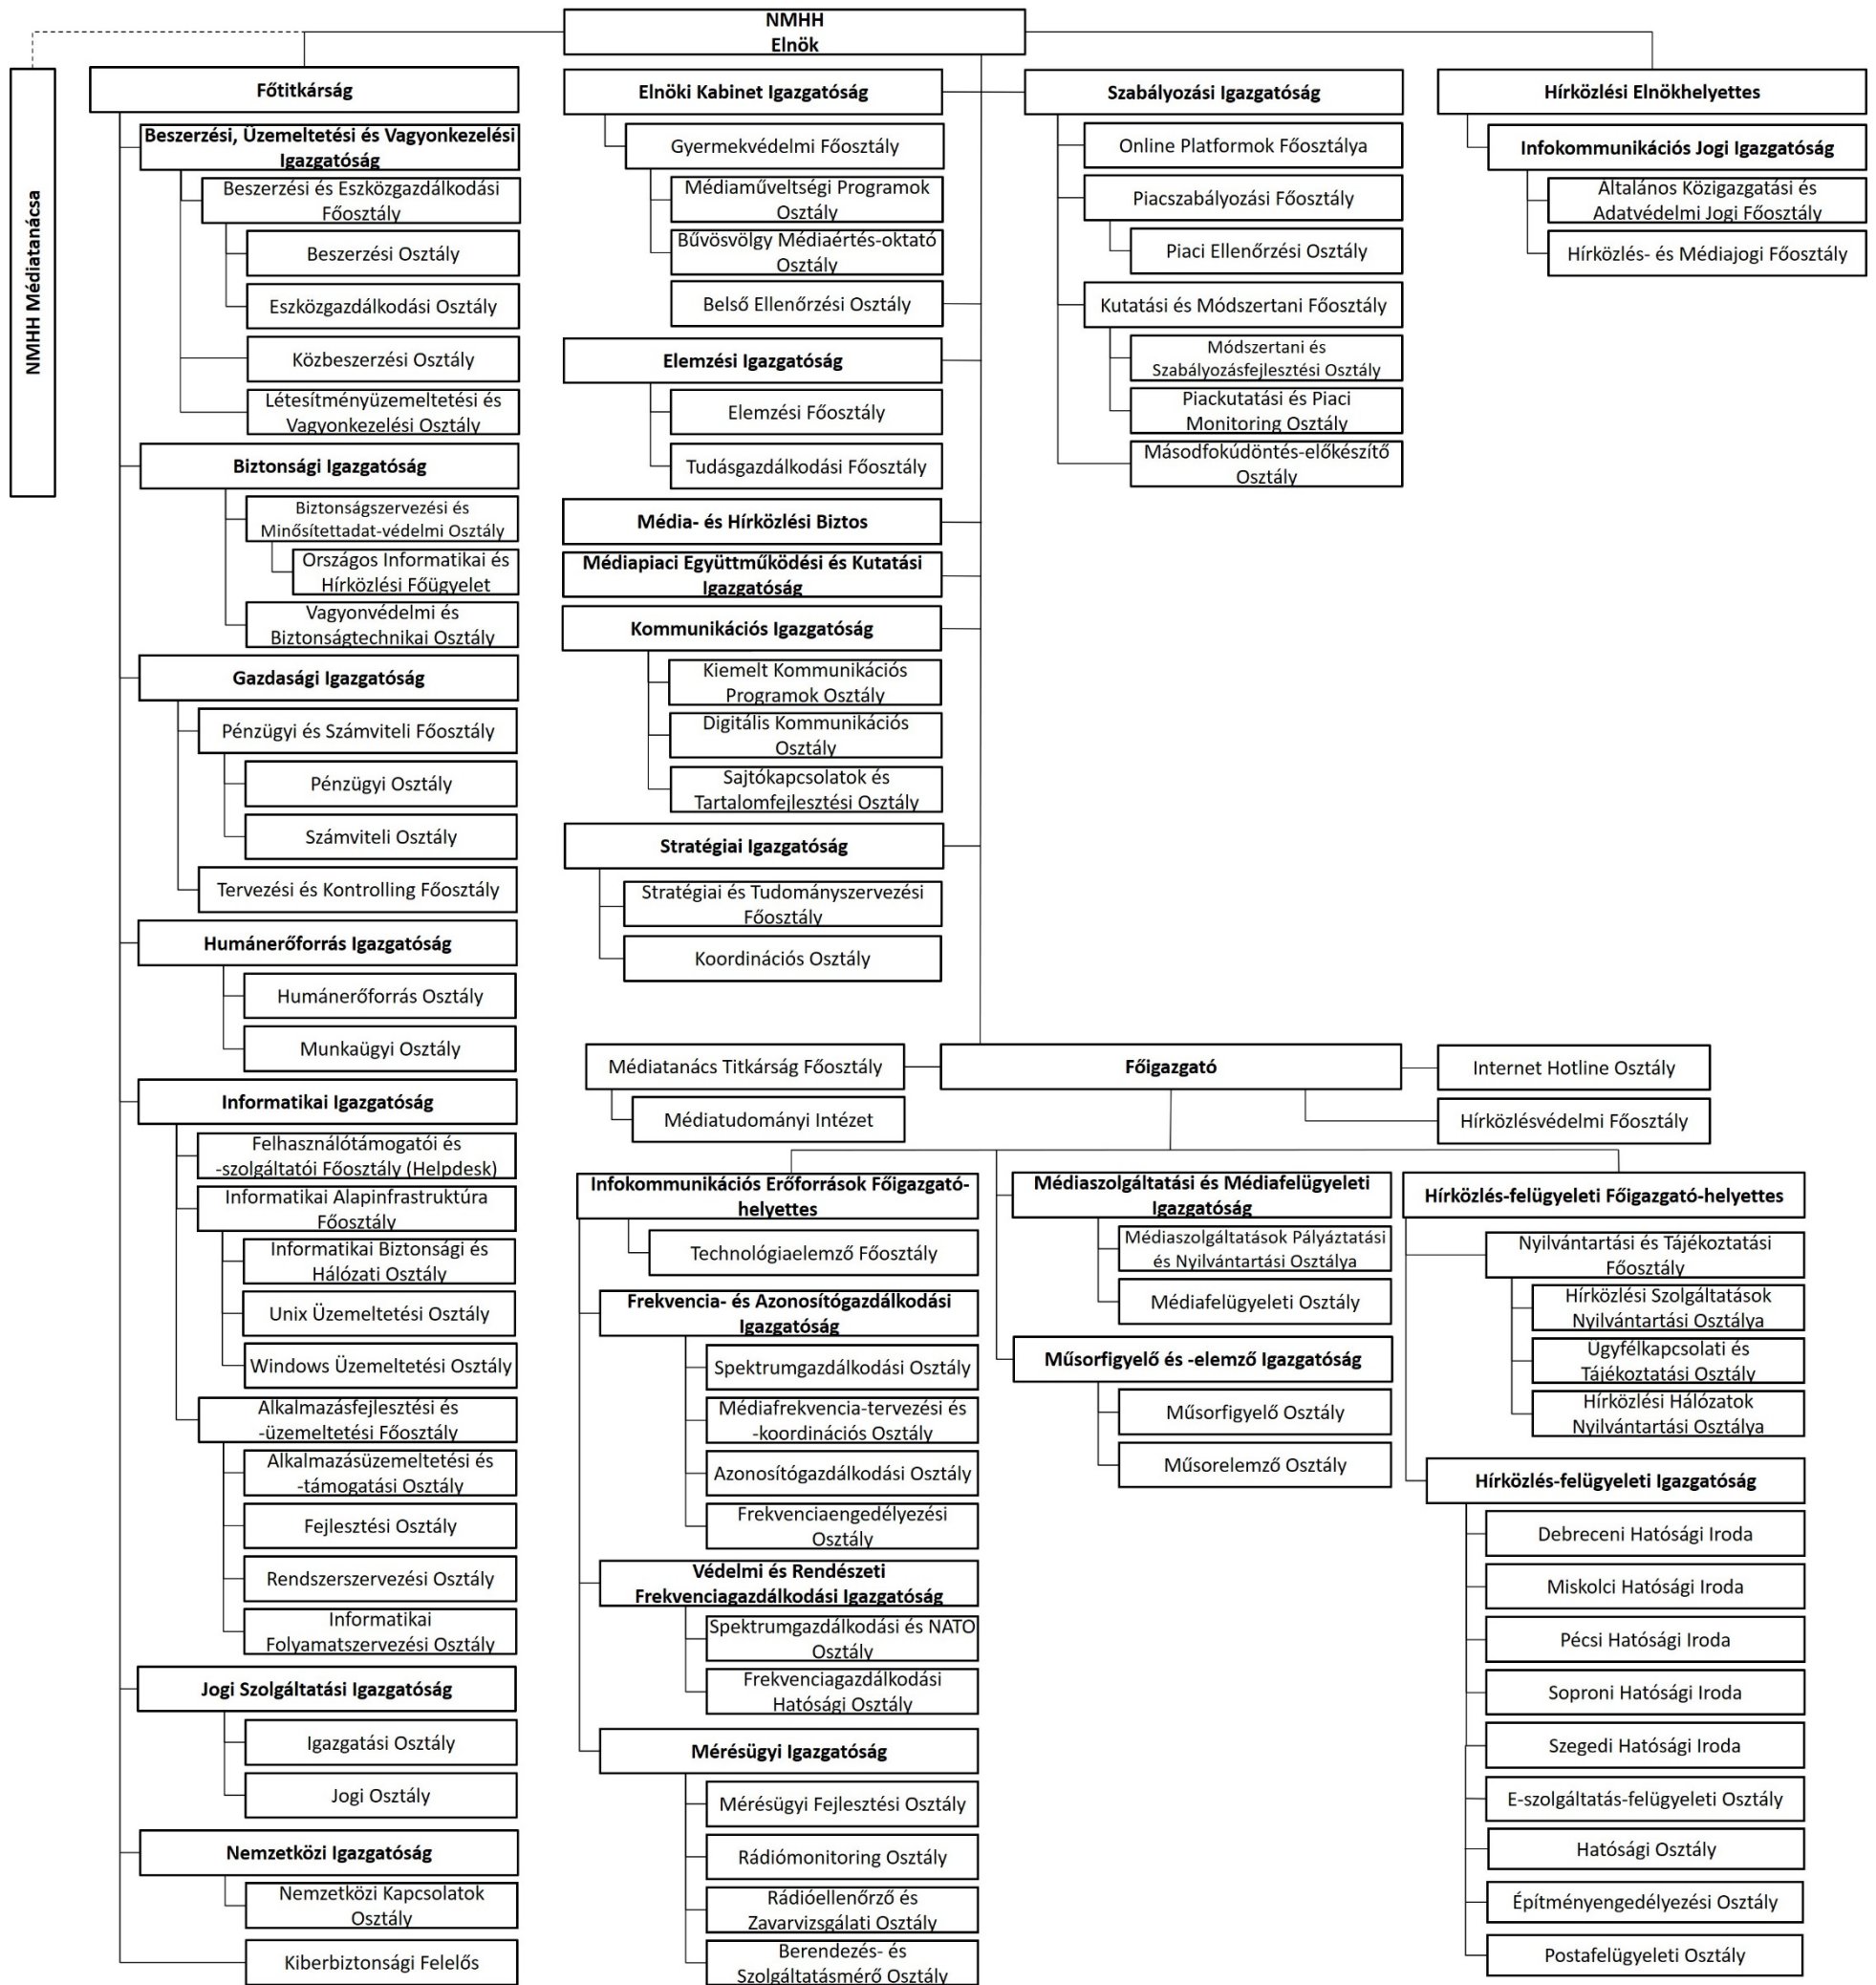 NMHH
Elnök
NMHH Médiatanácsa
Főtitkárság
Beszerzési, Üzemeltetési és Vagyonkezelési
Igazgatóság
Beszerzési és Eszközgazdálkodási
Főosztály
Beszerzési Osztály
Eszközgazdálkodási Osztály
Közbeszerzési Osztály
Létesítményüzemeltetési és
Vagyonkezelési Osztály
Biztonsági Igazgatóság
Biztonságszervezési és
Minősítettadat-védelmi Osztály
Országos Informatikai és
Hírközlési Főügyelet
Vagyonvédelmi és
Biztonságtechnikai Osztály
Gazdasági Igazgatóság
Pénzügyi és Számviteli Főosztály
Pénzügyi Osztály
Számviteli Osztály
Tervezési és Kontrolling Főosztály
Humánerőforrás Igazgatóság
Humánerőforrás Osztály
Munkaügyi Osztály
Informatikai Igazgatóság
Felhasználótámogatói és
-szolgáltatói Főosztály (Helpdesk)
Informatikai Alapinfrastruktúra
Főosztály
Informatikai Biztonsági és
Hálózati Osztály
Unix Üzemeltetési Osztály
Windows Üzemeltetési Osztály
Alkalmazásfejlesztési és
-üzemeltetési Főosztály
Alkalmazásüzemeltetési és
-támogatási Osztály
Fejlesztési Osztály
Rendszerszervezési Osztály
Informatikai
Folyamatszervezési Osztály
Jogi Szolgáltatási Igazgatóság
Igazgatási Osztály
Jogi Osztály
Nemzetközi Igazgatóság
Nemzetközi Kapcsolatok
Osztály
Kiberbiztonsági Felelős
Elnöki Kabinet Igazgatóság
Gyermekvédelmi Főosztály
Médiaműveltségi Programok
Osztály
Bűvösvölgy Médiaértés-oktató
Osztály
Belső Ellenőrzési Osztály
Elemzési Igazgatóság
Elemzési Főosztály
Tudásgazdálkodási Főosztály
Média- és Hírközlési Biztos
Médiapiaci Együttműködési és Kutatási
Igazgatóság
Kommunikációs Igazgatóság
Kiemelt Kommunikációs
Programok Osztály
Digitális Kommunikációs
Osztály
Sajtókapcsolatok és
Tartalomfejlesztési Osztály
Stratégiai Igazgatóság
Stratégiai és Tudományszervezési
Főosztály
Koordinációs Osztály
Szabályozási Igazgatóság
Online Platformok Főosztálya
Piacszabályozási Főosztály
Piaci Ellenőrzési Osztály
Kutatási és Módszertani Főosztály
Módszertani és
Szabályozásfejlesztési Osztály
Piackutatási és Piaci
Monitoring Osztály
Másodfokúdöntés-előkészítő
Osztály
Hírközlési Elnökhelyettes
Infokommunikációs Jogi Igazgatóság
Általános Közigazgatási és
Adatvédelmi Jogi Főosztály
Hírközlés- és Médiajogi Főosztály
Médiatanács Titkárság Főosztály
Médiatudományi Intézet
Főigazgató
Internet Hotline Osztály
Hírközlésvédelmi Főosztály
Infokommunikációs Erőforrások Főigazgató-
helyettes
Technológiaelemző Főosztály
Frekvencia- és Azonosítógazdálkodási
Igazgatóság
Spektrumgazdálkodási Osztály
Médiafrekvencia-tervezési és
-koordinációs Osztály
Azonosítógazdálkodási Osztály
Frekvenciaengedélyezési
Osztály
Védelmi és Rendészeti
Frekvenciagazdálkodási Igazgatóság
Spektrumgazdálkodási és NATO
Osztály
Frekvenciagazdálkodási
Hatósági Osztály
Mérésügyi Igazgatóság
Mérésügyi Fejlesztési Osztály
Rádiómonitoring Osztály
Rádióellenőrző és
Zavarvizsgálati Osztály
Berendezés- és
Szolgáltatásmérő Osztály
Médiaszolgáltatási és Médiafelügyeleti
Igazgatóság
Médiaszolgáltatások Pályáztatási
és Nyilvántartási Osztálya
Médiafelügyeleti Osztály
Műsorfigyelő és -elemző Igazgatóság
Műsorfigyelő Osztály
Műsorelemző Osztály
Hírközlés-felügyeleti Főigazgató-helyettes
Nyilvántartási és Tájékoztatási
Főosztály
Hírközlési Szolgáltatások
Nyilvántartási Osztálya
Ügyfélkapcsolati és
Tájékoztatási Osztály
Hírközlési Hálózatok
Nyilvántartási Osztálya
Hírközlés-felügyeleti Igazgatóság
Debreceni Hatósági Iroda
Miskolci Hatósági Iroda
Pécsi Hatósági Iroda
Soproni Hatósági Iroda
Szegedi Hatósági Iroda
E-szolgáltatás-felügyeleti Osztály
Hatósági Osztály
Építményengedélyezési Osztály
Postafelügyeleti Osztály